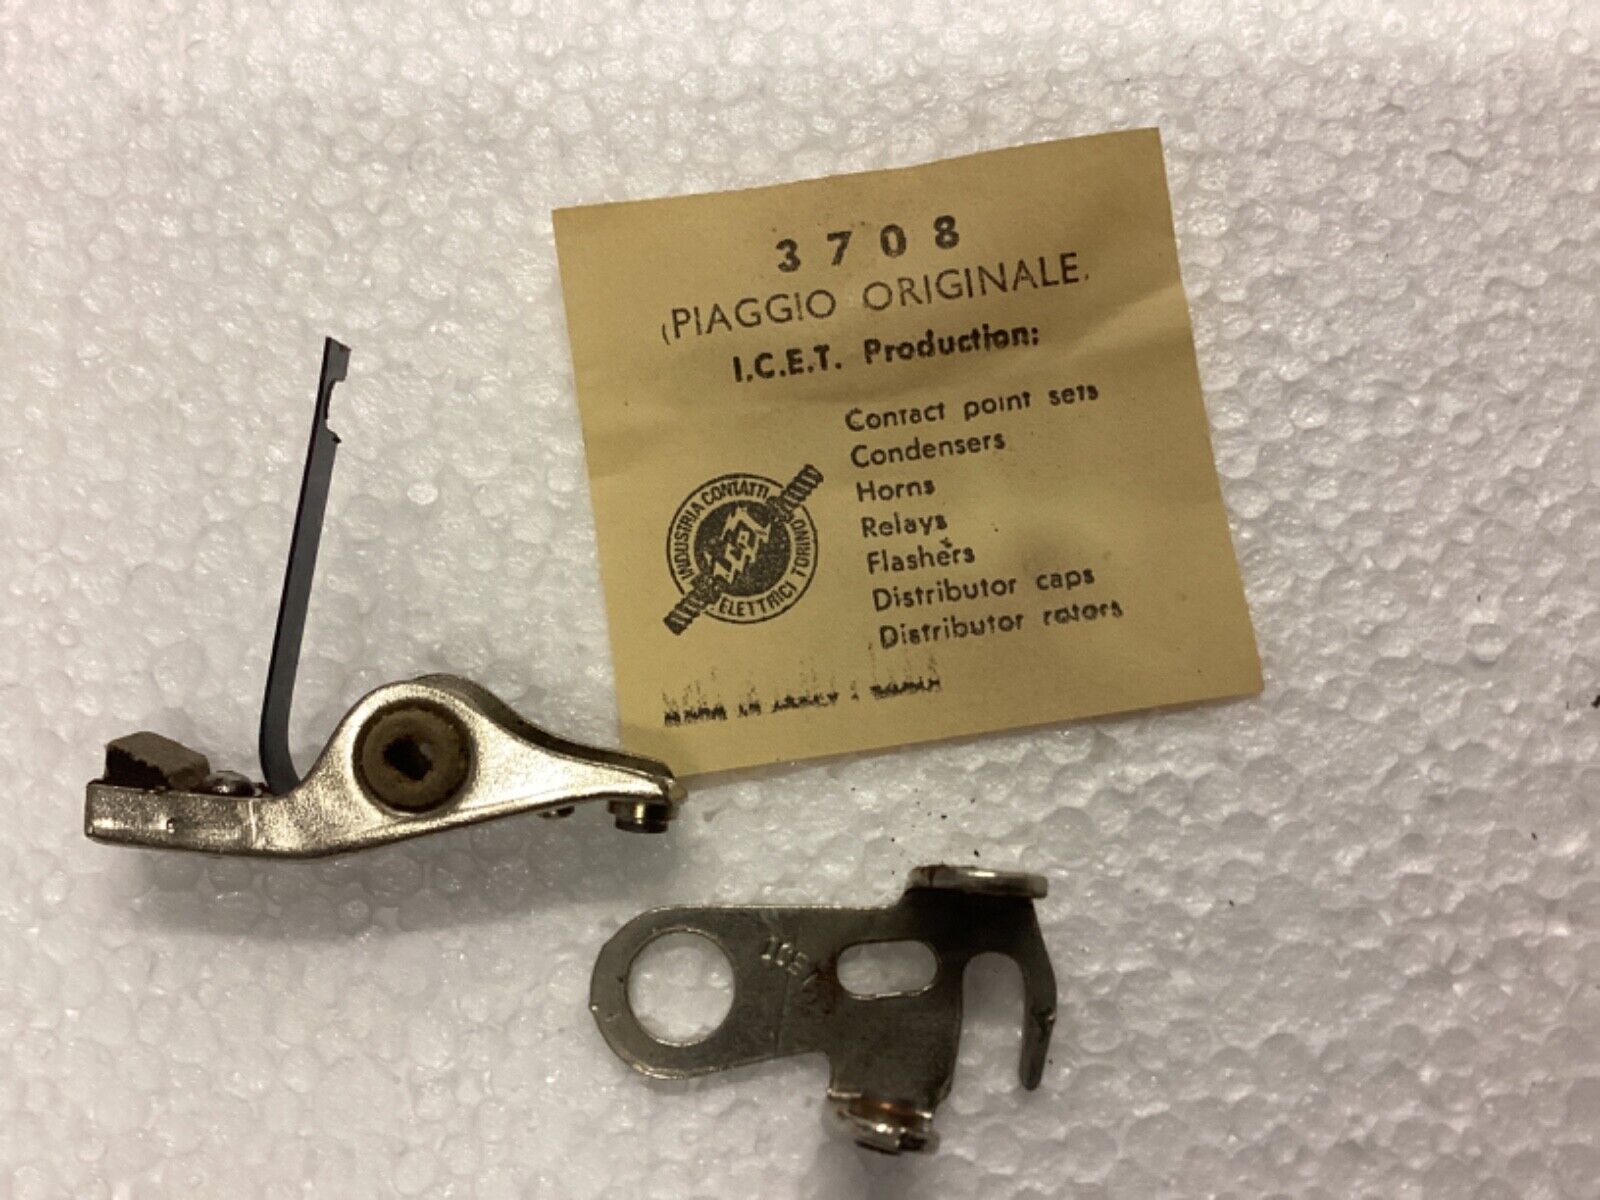 3708
(PIAGGIO ORIGINALE.
I.C.E.T. Production:
Contact point sets
Condensers
Horns
Relays
Flashers
Distributor caps
Distributor rotors
INDUSTRIA CONTATTI
ELETTRICI TORINO
ICET